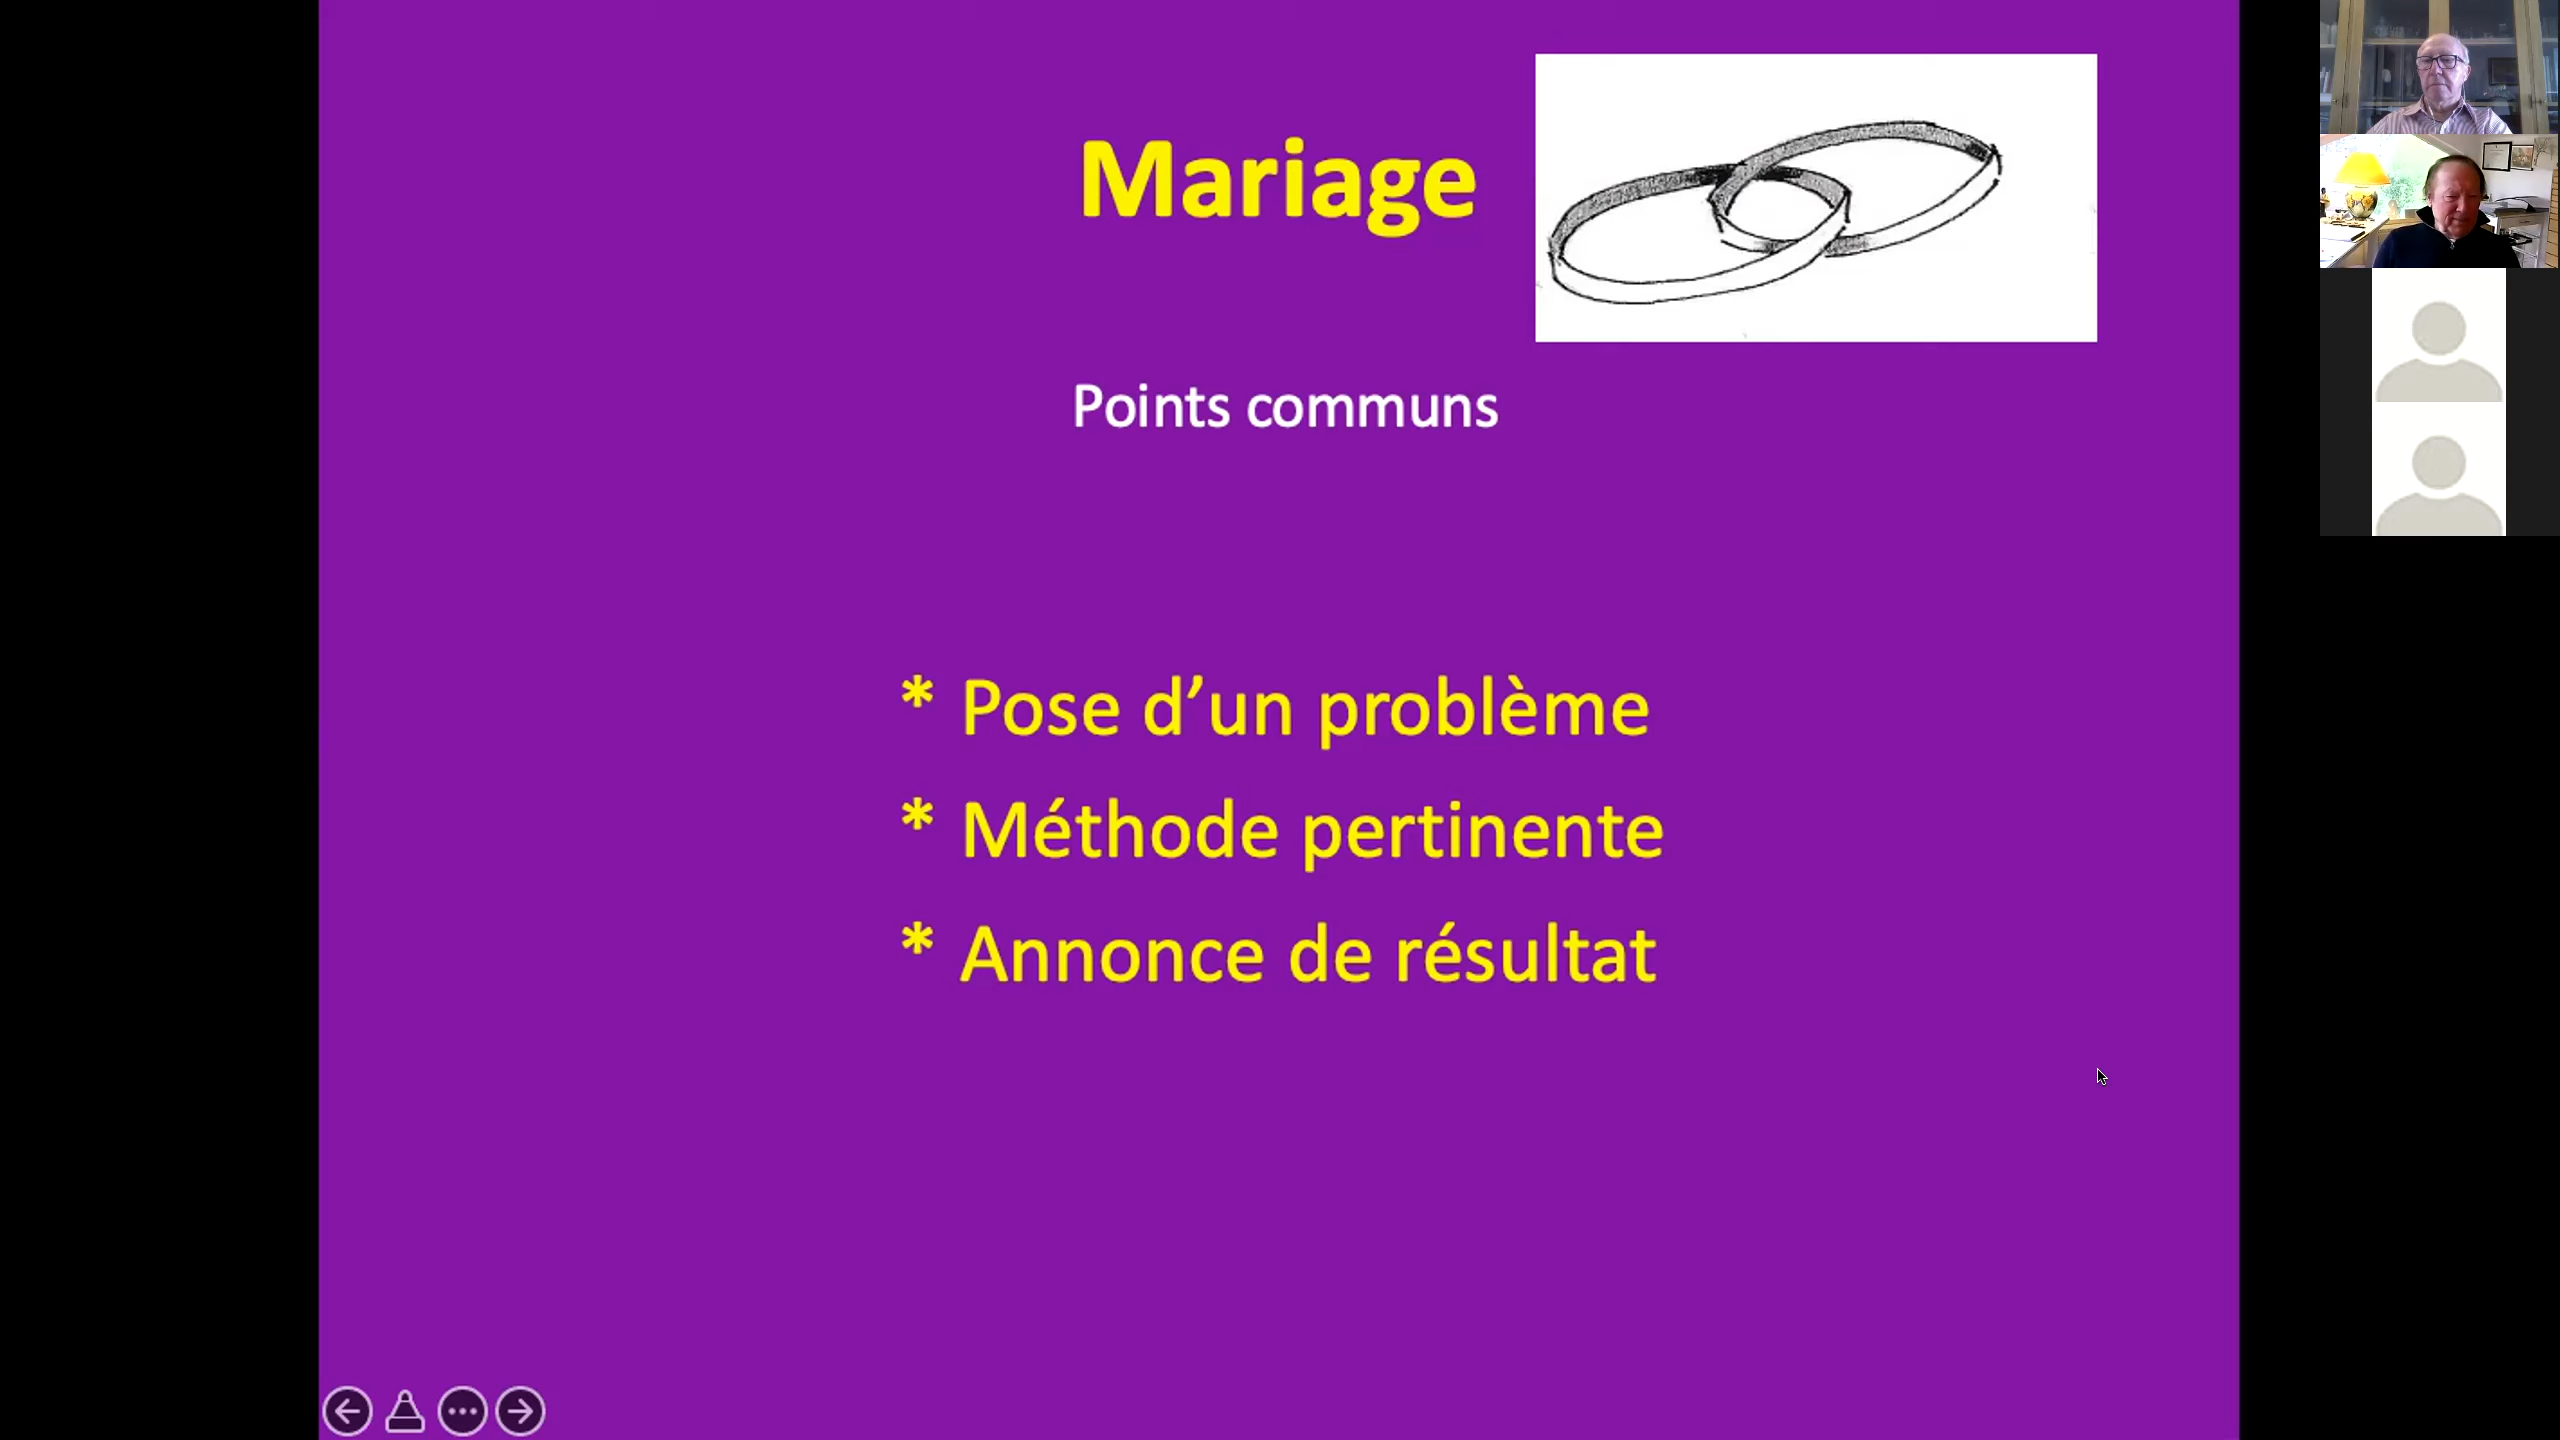 Mariage
Points communs
* Pose d’un problème
* Méthode pertinente
* Annonce de résultat